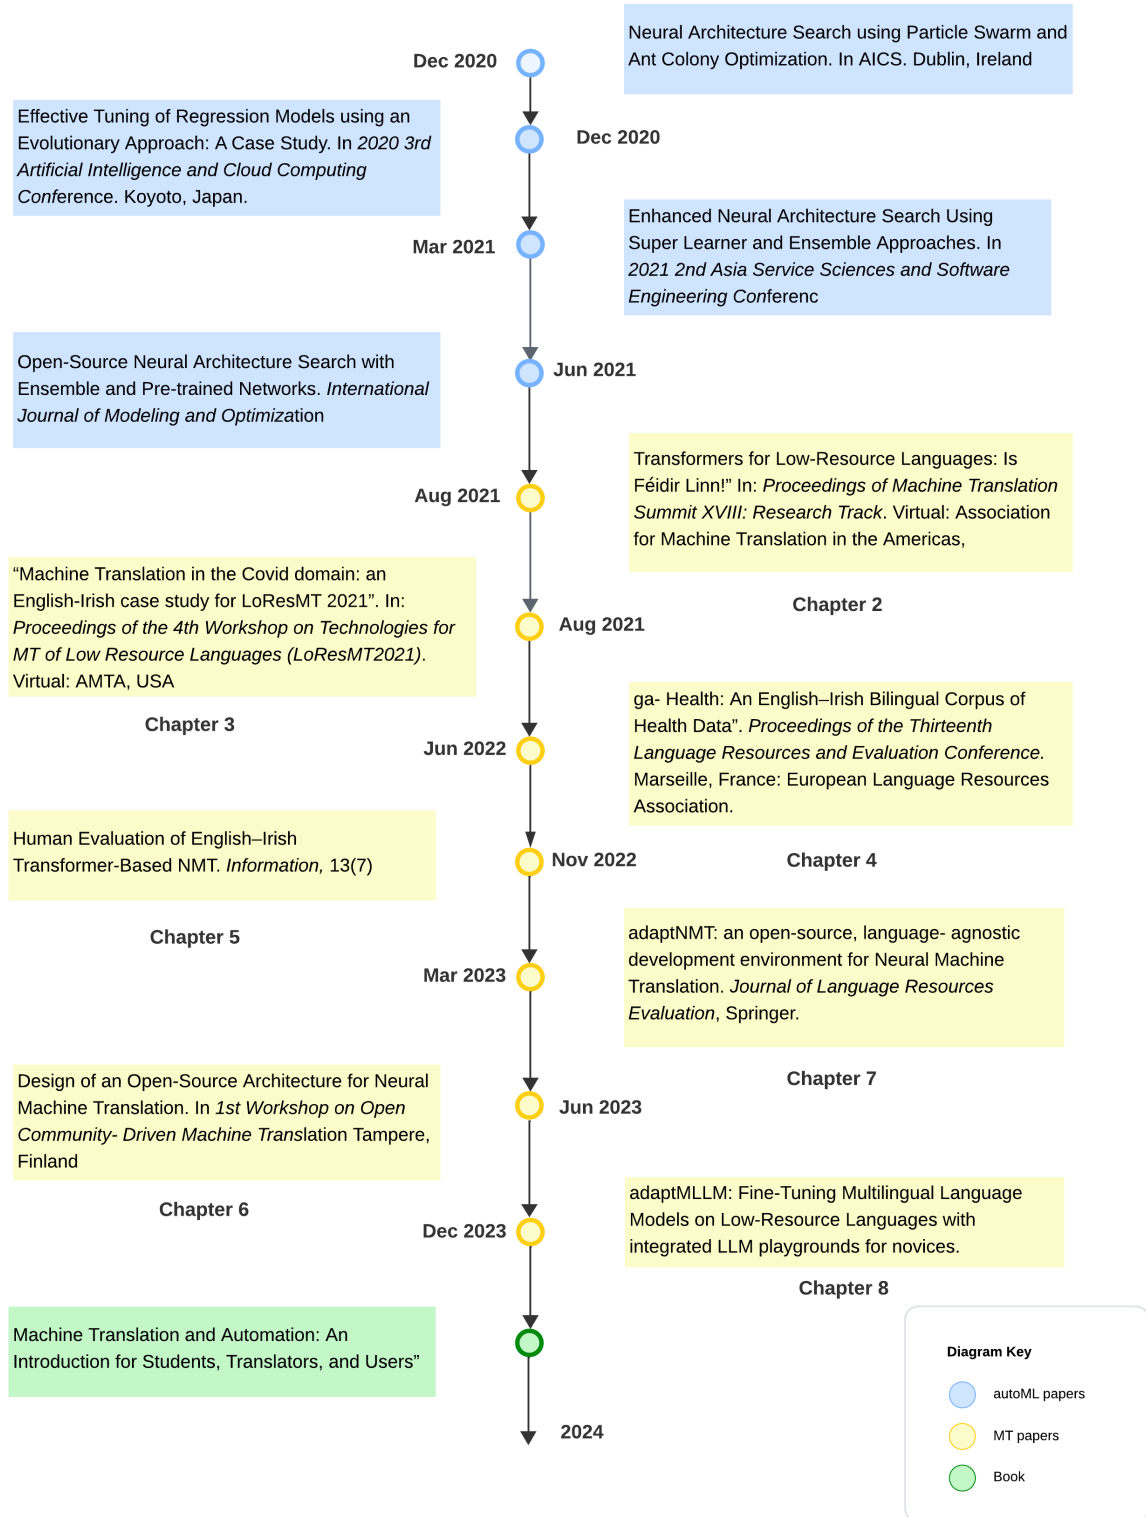 Dec 2020
Neural Architecture Search using Particle Swarm and
Ant Colony Optimization. In AICS. Dublin, Ireland
Effective Tuning of Regression Models using an
Evolutionary Approach: A Case Study. In 2020 3rd
Artificial Intelligence and Cloud Computing
Conference. Koyoto, Japan.
Dec 2020
Mar 2021
Enhanced Neural Architecture Search Using
Super Learner and Ensemble Approaches. In
2021 2nd Asia Service Sciences and Software
Engineering Conferenc
Open-Source Neural Architecture Search with
Ensemble and Pre-trained Networks. International
Journal of Modeling and Optimization
Jun 2021
Aug 2021
Transformers for Low-Resource Languages: Is
Féidir Linn!” In: Proceedings of Machine Translation
Summit XVIII: Research Track. Virtual: Association
for Machine Translation in the Americas,
Chapter 2
“Machine Translation in the Covid domain: an
English-Irish case study for LoResMT 2021”. In:
Proceedings of the 4th Workshop on Technologies for
MT of Low Resource Languages (LoResMT2021).
Virtual: AMTA, USA
Aug 2021
Chapter 3
Jun 2022
ga- Health: An English–Irish Bilingual Corpus of
Health Data”. Proceedings of the Thirteenth
Language Resources and Evaluation Conference.
Marseille, France: European Language Resources
Association.
Chapter 4
Human Evaluation of English–Irish
Transformer-Based NMT. Information, 13(7)
Nov 2022
Chapter 5
Mar 2023
adaptNMT: an open-source, language- agnostic
development environment for Neural Machine
Translation. Journal of Language Resources
Evaluation, Springer.
Chapter 7
Design of an Open-Source Architecture for Neural
Machine Translation. In 1st Workshop on Open
Community- Driven Machine Translation Tampere,
Finland
Jun 2023
Chapter 6
Dec 2023
adaptMLLM: Fine-Tuning Multilingual Language
Models on Low-Resource Languages with
integrated LLM playgrounds for novices.
Chapter 8
Machine Translation and Automation: An
Introduction for Students, Translators, and Users”
2024
Diagram Key
autoML papers
MT papers
Book